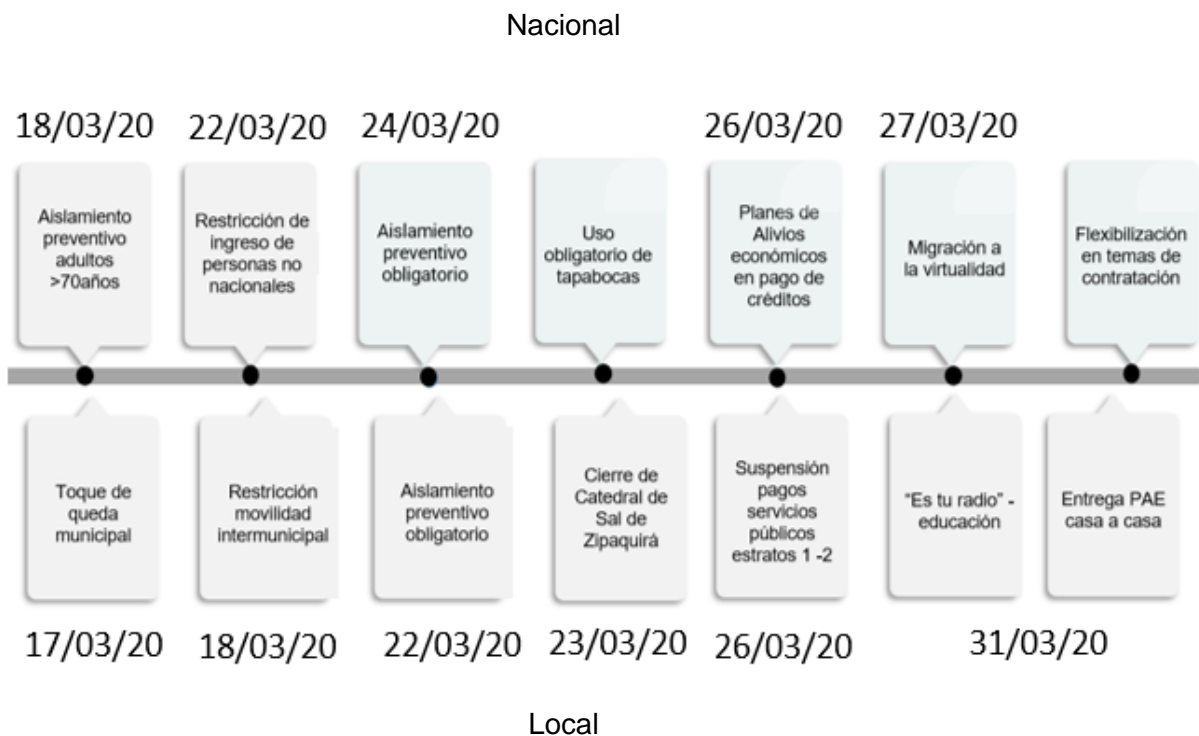 Nacional
18/03/20
22/03/20
24/03/20
26/03/20
27/03/20
Aislamiento
preventivo
adultos
>70años
Restricción de
ingreso de
personas no
nacionales
Aislamiento
preventivo
obligatorio
Uso
obligatorio de
tapabocas
Planes de
Alivios
económicos
en pago de
créditos
Migración a
la virtualidad
Flexibilización
en temas de
contratación
Toque de
queda
municipal
Restricción
movilidad
intermunicipal
Aislamiento
preventivo
obligatorio
Cierre de
Catedral de
Sal de
Zipaquirá
Suspensión
pagos
servicios
públicos
estratos 1 -2
"Es tu radio" -
educación
Entrega PAE
casa a casa
17/03/20
18/03/20
22/03/20
23/03/20
26/03/20
31/03/20
Local